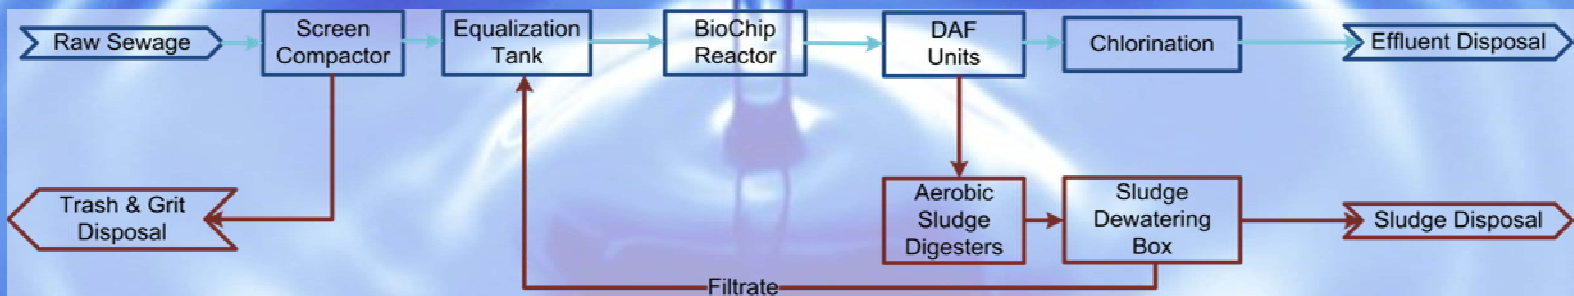 Raw Sewage
Screen
Compactor
Equalization
Tank
BioChip
Reactor
DAF
Units
Chlorination
Effluent Disposal
Trash & Grit
Disposal
Aerobic
Sludge
Digesters
Sludge
Dewatering
Box
Sludge Disposal
Filtrate